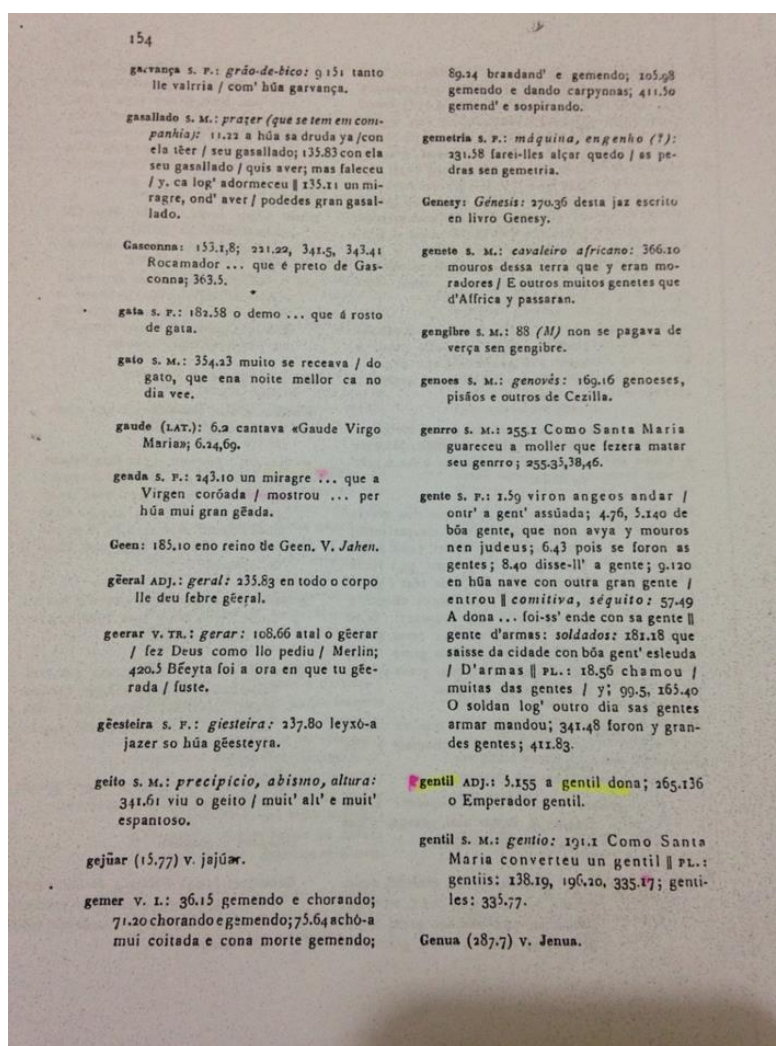 154
garvança S. F.: grão-de-bico: 9 151 tanto
lle valrria / com' hũa garvança.
gasallado S. M.: prazer (que se tem em com-
panhia): 11.22 a hũa sa druda ya /con
ela tẽer / seu gasallado; 135.83 con ela
seu gasallado / quis aver; mas faleceu
/ y. ca log' adormeceu ‖ 135.11 un mi-
ragre, ond' aver / podedes gran gasal-
lado.
Gasconna: 153.1,8; 221.22, 341.5, 343.41
Rocamador ... que é preto de Gas-
conna; 363.5.
gata S. F.: 182.58 o demo ... que á rosto
de gata.
gato S. M.: 354.23 muito se receava / do
gato, que ena noite mellor ca no
dia vee.
gaude (LAT.): 6.2 cantava «Gaude Virgo
Maria»; 6.24,69.
geada S. F.: 243.10 un miragre ... que a
Virgen corõada / mostrou ... per
hũa mui gran gẽada.
Geen: 185.10 eno reino de Geen. V. Jahen.
gẽeral ADJ.: geral: 235.83 en todo o corpo
lle deu febre gẽeral.
geerar V. TR.: gerar: 108.66 atal o gẽerar
/ fez Deus como llo pediu / Merlin;
420.5 Bẽeyta foi a ora en que tu gẽe-
rada / fuste.
gẽesteira S. F.: giesteira: 237.80 leyxó-a
jazer so hũa gẽesteyra.
geito S. M.: precipicio, abismo, altura:
341.61 viu o geito / muit' alt' e muit'
espantoso.
gejũar (15.77) v. jajũar.
gemer V. I.: 36.15 gemendo e chorando;
71.20 chorando e gemendo; 75.64 achó-a
mui coitada e cona morte gemendo;
89.24 braadand' e gemendo; 105.98
gemendo e dando carpynnas; 411.50
gemend' e sospirando.
gemetria S. F.: máquina, engenho (?):
231.58 farei-lles alçar quedo / as pe-
dras sen gemetria.
Genesy: Génesis: 270.36 desta jaz escrito
en livro Genesy.
genete S. M.: cavaleiro africano: 366.10
mouros dessa terra que y eran mo-
radores / E outros muitos genetes que
d'Affrica y passaran.
gengibre S. M.: 88 (M) non se pagava de
verça sen gengibre.
genoes S. M.: genovês: 169.16 genoeses,
pisãos e outros de Cezilla.
genrro S. M.: 255.1 Como Santa Maria
guareceu a moller que fezera matar
seu genrro; 255.35,38,46.
gente S. F.: 1.59 viron angeos andar /
ontr' a gent' assũada; 4.76, 5.140 de
bõa gente, que non avya y mouros
nen judeus; 6.43 pois se foron as
gentes; 8.40 disse-ll' a gente; 9.120
en hũa nave con outra gran gente /
entrou ‖ comitiva, séquito: 57.49
A dona ... foi-ss' ende con sa gente ‖
gente d'armas: soldados: 181.18 que
saisse da cidade con bõa gent' esleuda
/ D'armas ‖ PL.: 18.56 chamou /
muitas das gentes / y; 99.5, 165.40
O soldan log' outro dia sas gentes
armar mandou; 341.48 foron y gran-
des gentes; 411.83.
gentil ADJ.: 5.155 a gentil dona; 265.136
o Emperador gentil.
gentil S. M.: gentio: 191.1 Como Santa
Maria converteu un gentil ‖ PL.:
gentiis: 138.19, 196.20, 335.17; genti-
les: 335.77.
Genua (287.7) v. Jenua.